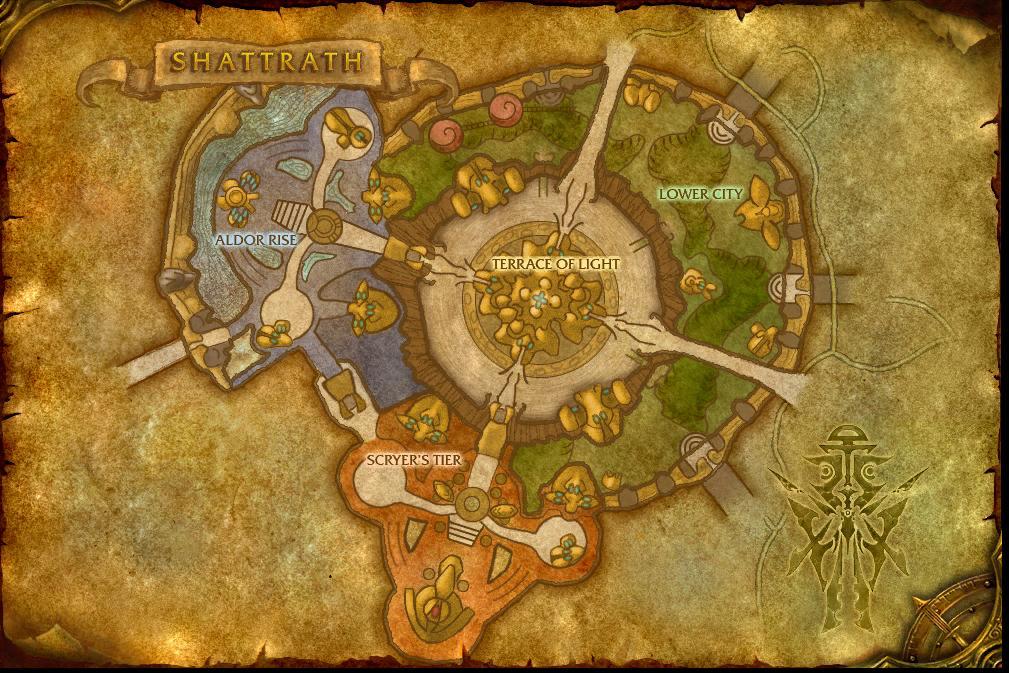 SHATTRATH
LOWER CITY
ALDOR RISE
TERRACE OF LIGHT
SCRYER'S TIER